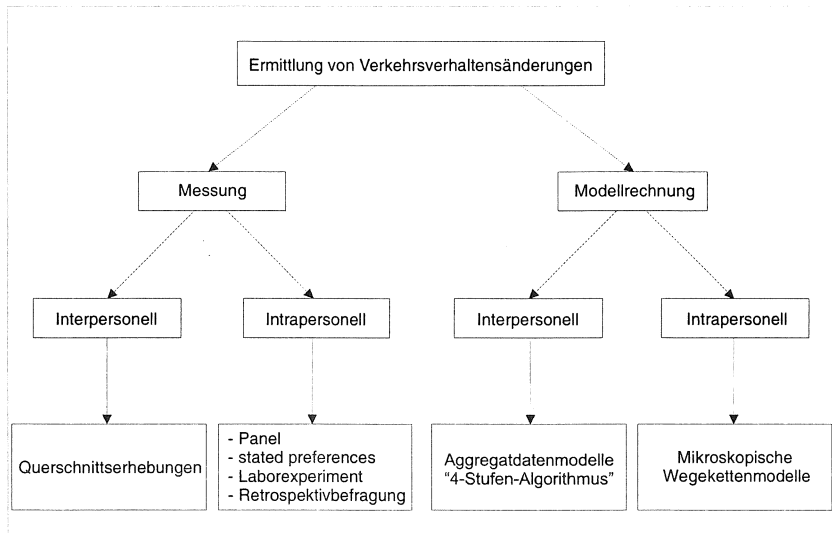 Ermittlung von Verkehrsverhaltensänderungen
Messung
Modellrechnung
Interpersonell
Intrapersonell
Interpersonell
Intrapersonell
Querschnittserhebungen
- Panel
- stated preferences
- Laborexperiment
- Retrospektivbefragung
Aggregatdatenmodelle
“4-Stufen-Algorithmus”
Mikroskopische
Wegekettenmodelle